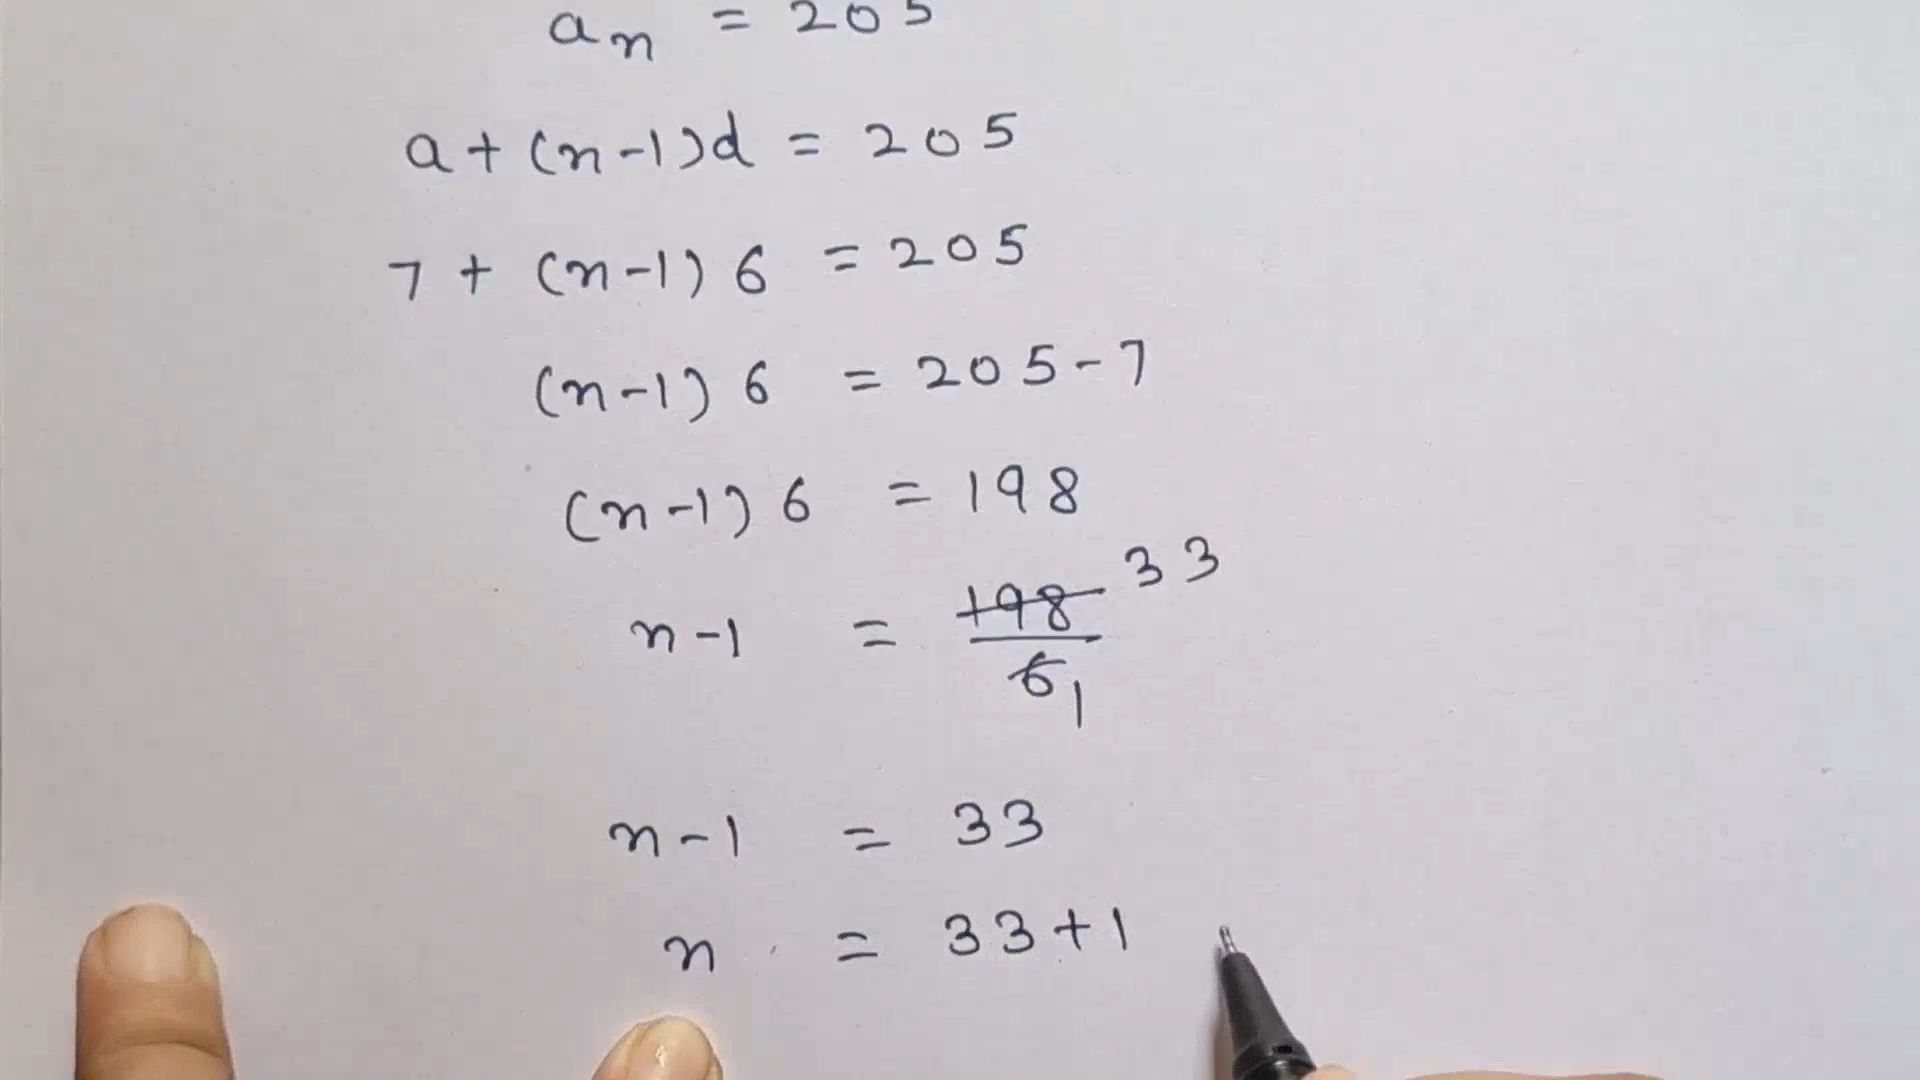 an = 205
a + (n-1)d = 205
7 + (n-1) 6 = 205
(n-1) 6 = 205-7
(n-1) 6 = 198
n-1 = 198/6 33 1
n-1 = 33
n = 33+1